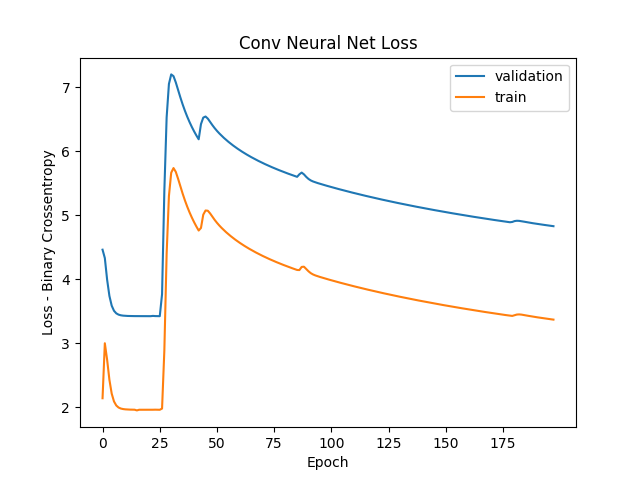 Conv Neural Net Loss
validation
train
7
6
5
4
3
2
Loss - Binary Crossentropy
0 25 50 75 100 125 150 175
Epoch